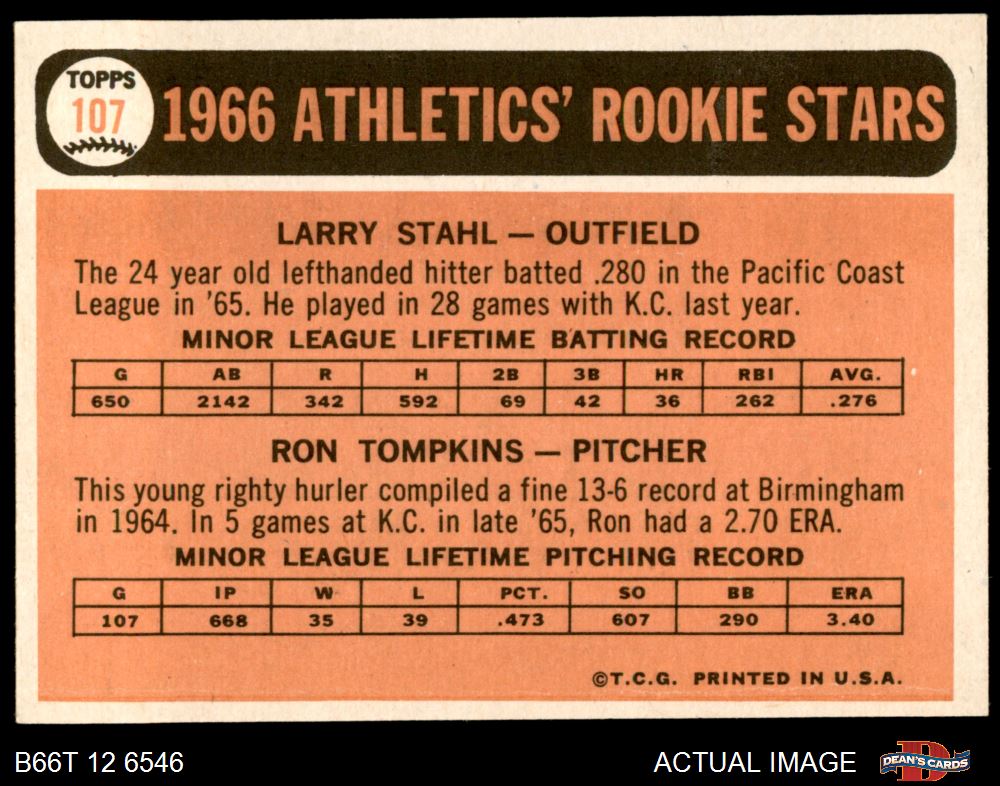 TOPPS
107
1966 ATHLETICS' ROOKIE STARS
LARRY STAHL — OUTFIELD
The 24 year old lefthanded hitter batted .280 in the Pacific Coast
League in '65. He played in 28 games with K.C. last year.
MINOR LEAGUE LIFETIME BATTING RECORD
G AB R H 2B 3B HR RBI AVG.
650 2142 342 592 69 42 36 262 .276
RON TOMPKINS — PITCHER
This young righty hurler compiled a fine 13-6 record at Birmingham
in 1964. In 5 games at K.C. in late '65, Ron had a 2.70 ERA.
MINOR LEAGUE LIFETIME PITCHING RECORD
G IP W L PCT. SO BB ERA
107 668 35 39 .473 607 290 3.40
©T.C.G. PRINTED IN U.S.A.
B66T 12 6546 ACTUAL IMAGE D DEAN'S CARDS